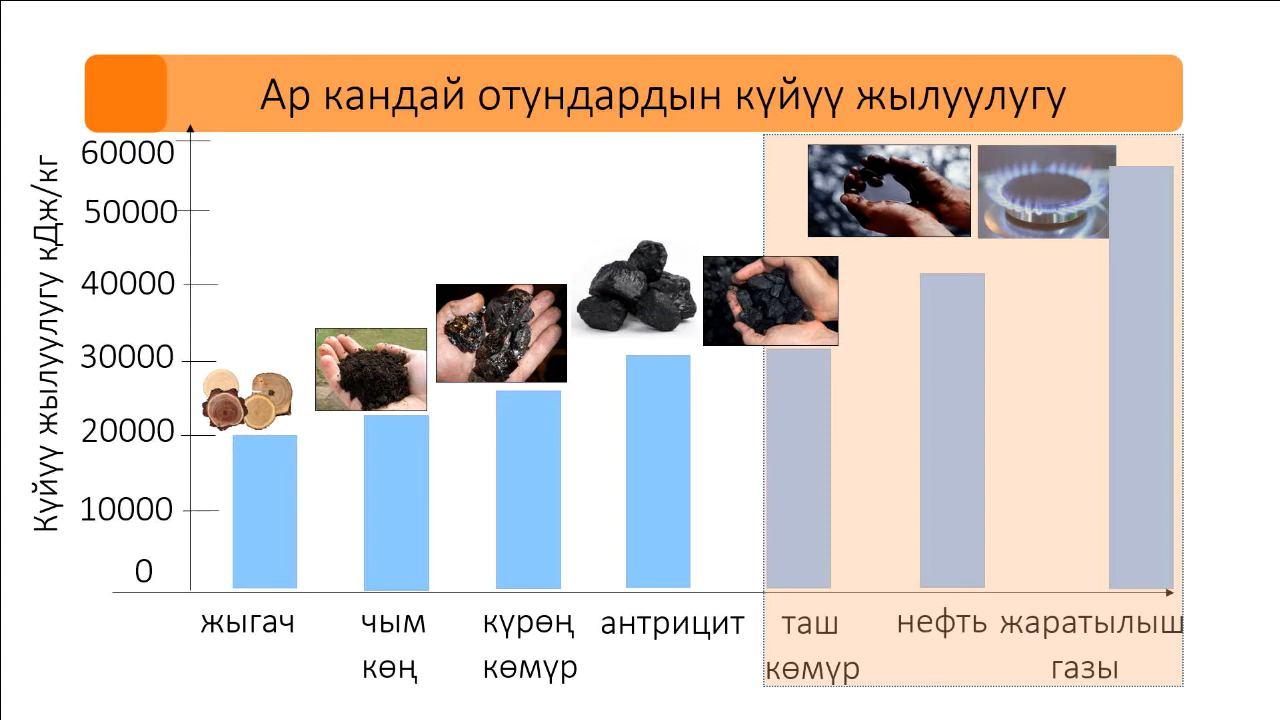 Ар кандай отундардын күйүү жылуулугу
Күйүү жылуулугу кДж/кг
60000
50000
40000
30000
20000
10000
0
жыгач
чым
көң
күрөң
көмүр
антрицит
таш
көмүр
нефть
жаратылыш
газы